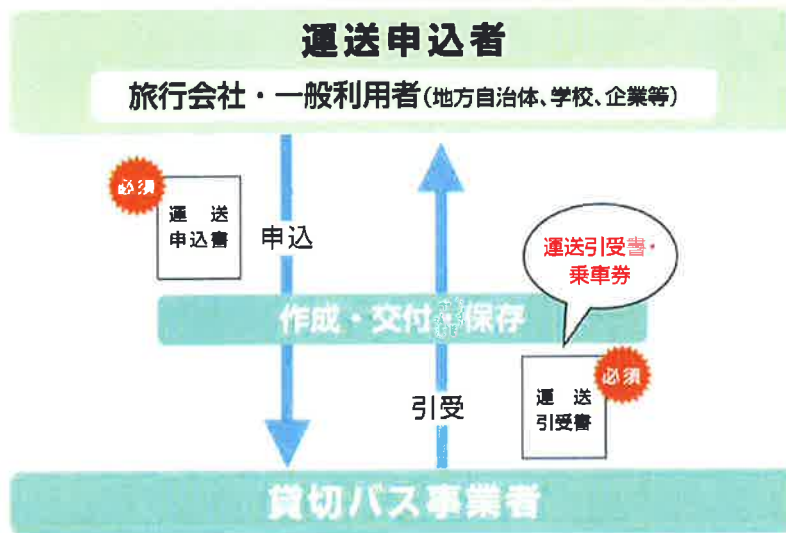 運送申込者
旅行会社・一般利用者(地方自治体、学校、企業等)
必須
運送
申込書
申込
運送引受書・
乗車券
作成・交付・保存
必須
運送
引受書
引受
貸切バス事業者